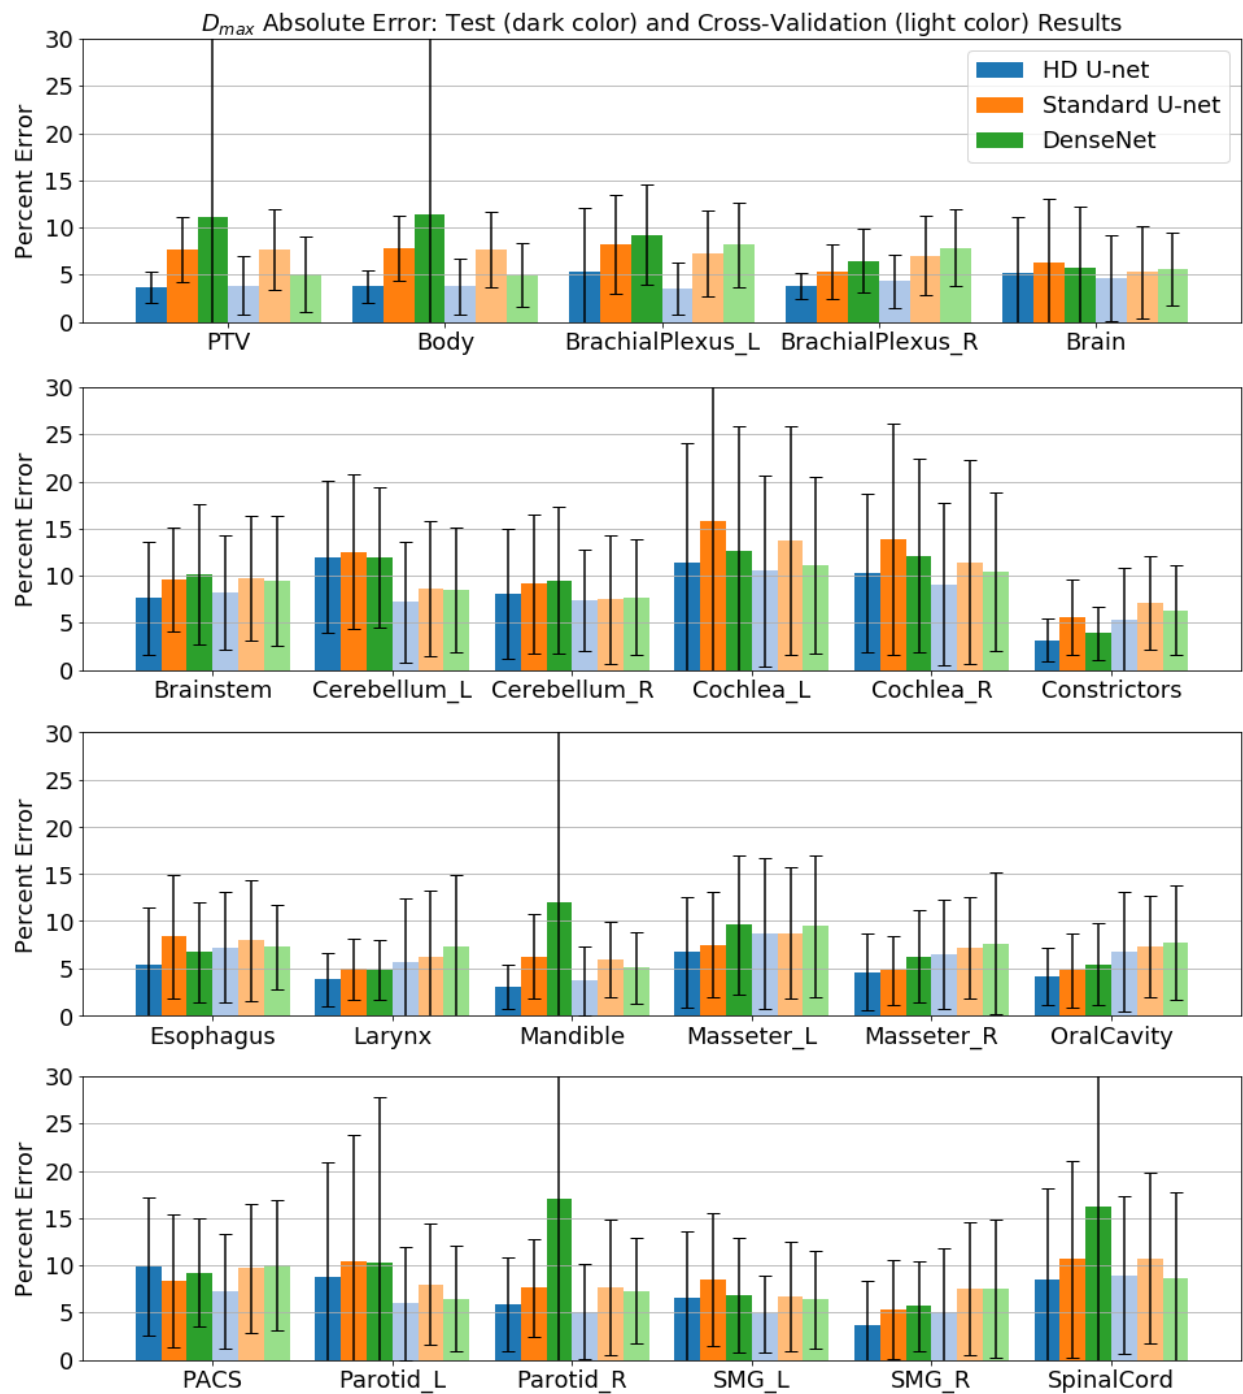 D_max Absolute Error: Test (dark color) and Cross-Validation (light color) Results
30
25
20
15
10
5
0
Percent Error
HD U-net
Standard U-net
DenseNet
PTV Body BrachialPlexus_L BrachialPlexus_R Brain
30
25
20
15
10
5
0
Percent Error
Brainstem Cerebellum_L Cerebellum_R Cochlea_L Cochlea_R Constrictors
30
25
20
15
10
5
0
Percent Error
Esophagus Larynx Mandible Masseter_L Masseter_R OralCavity
30
25
20
15
10
5
0
Percent Error
PACS Parotid_L Parotid_R SMG_L SMG_R SpinalCord